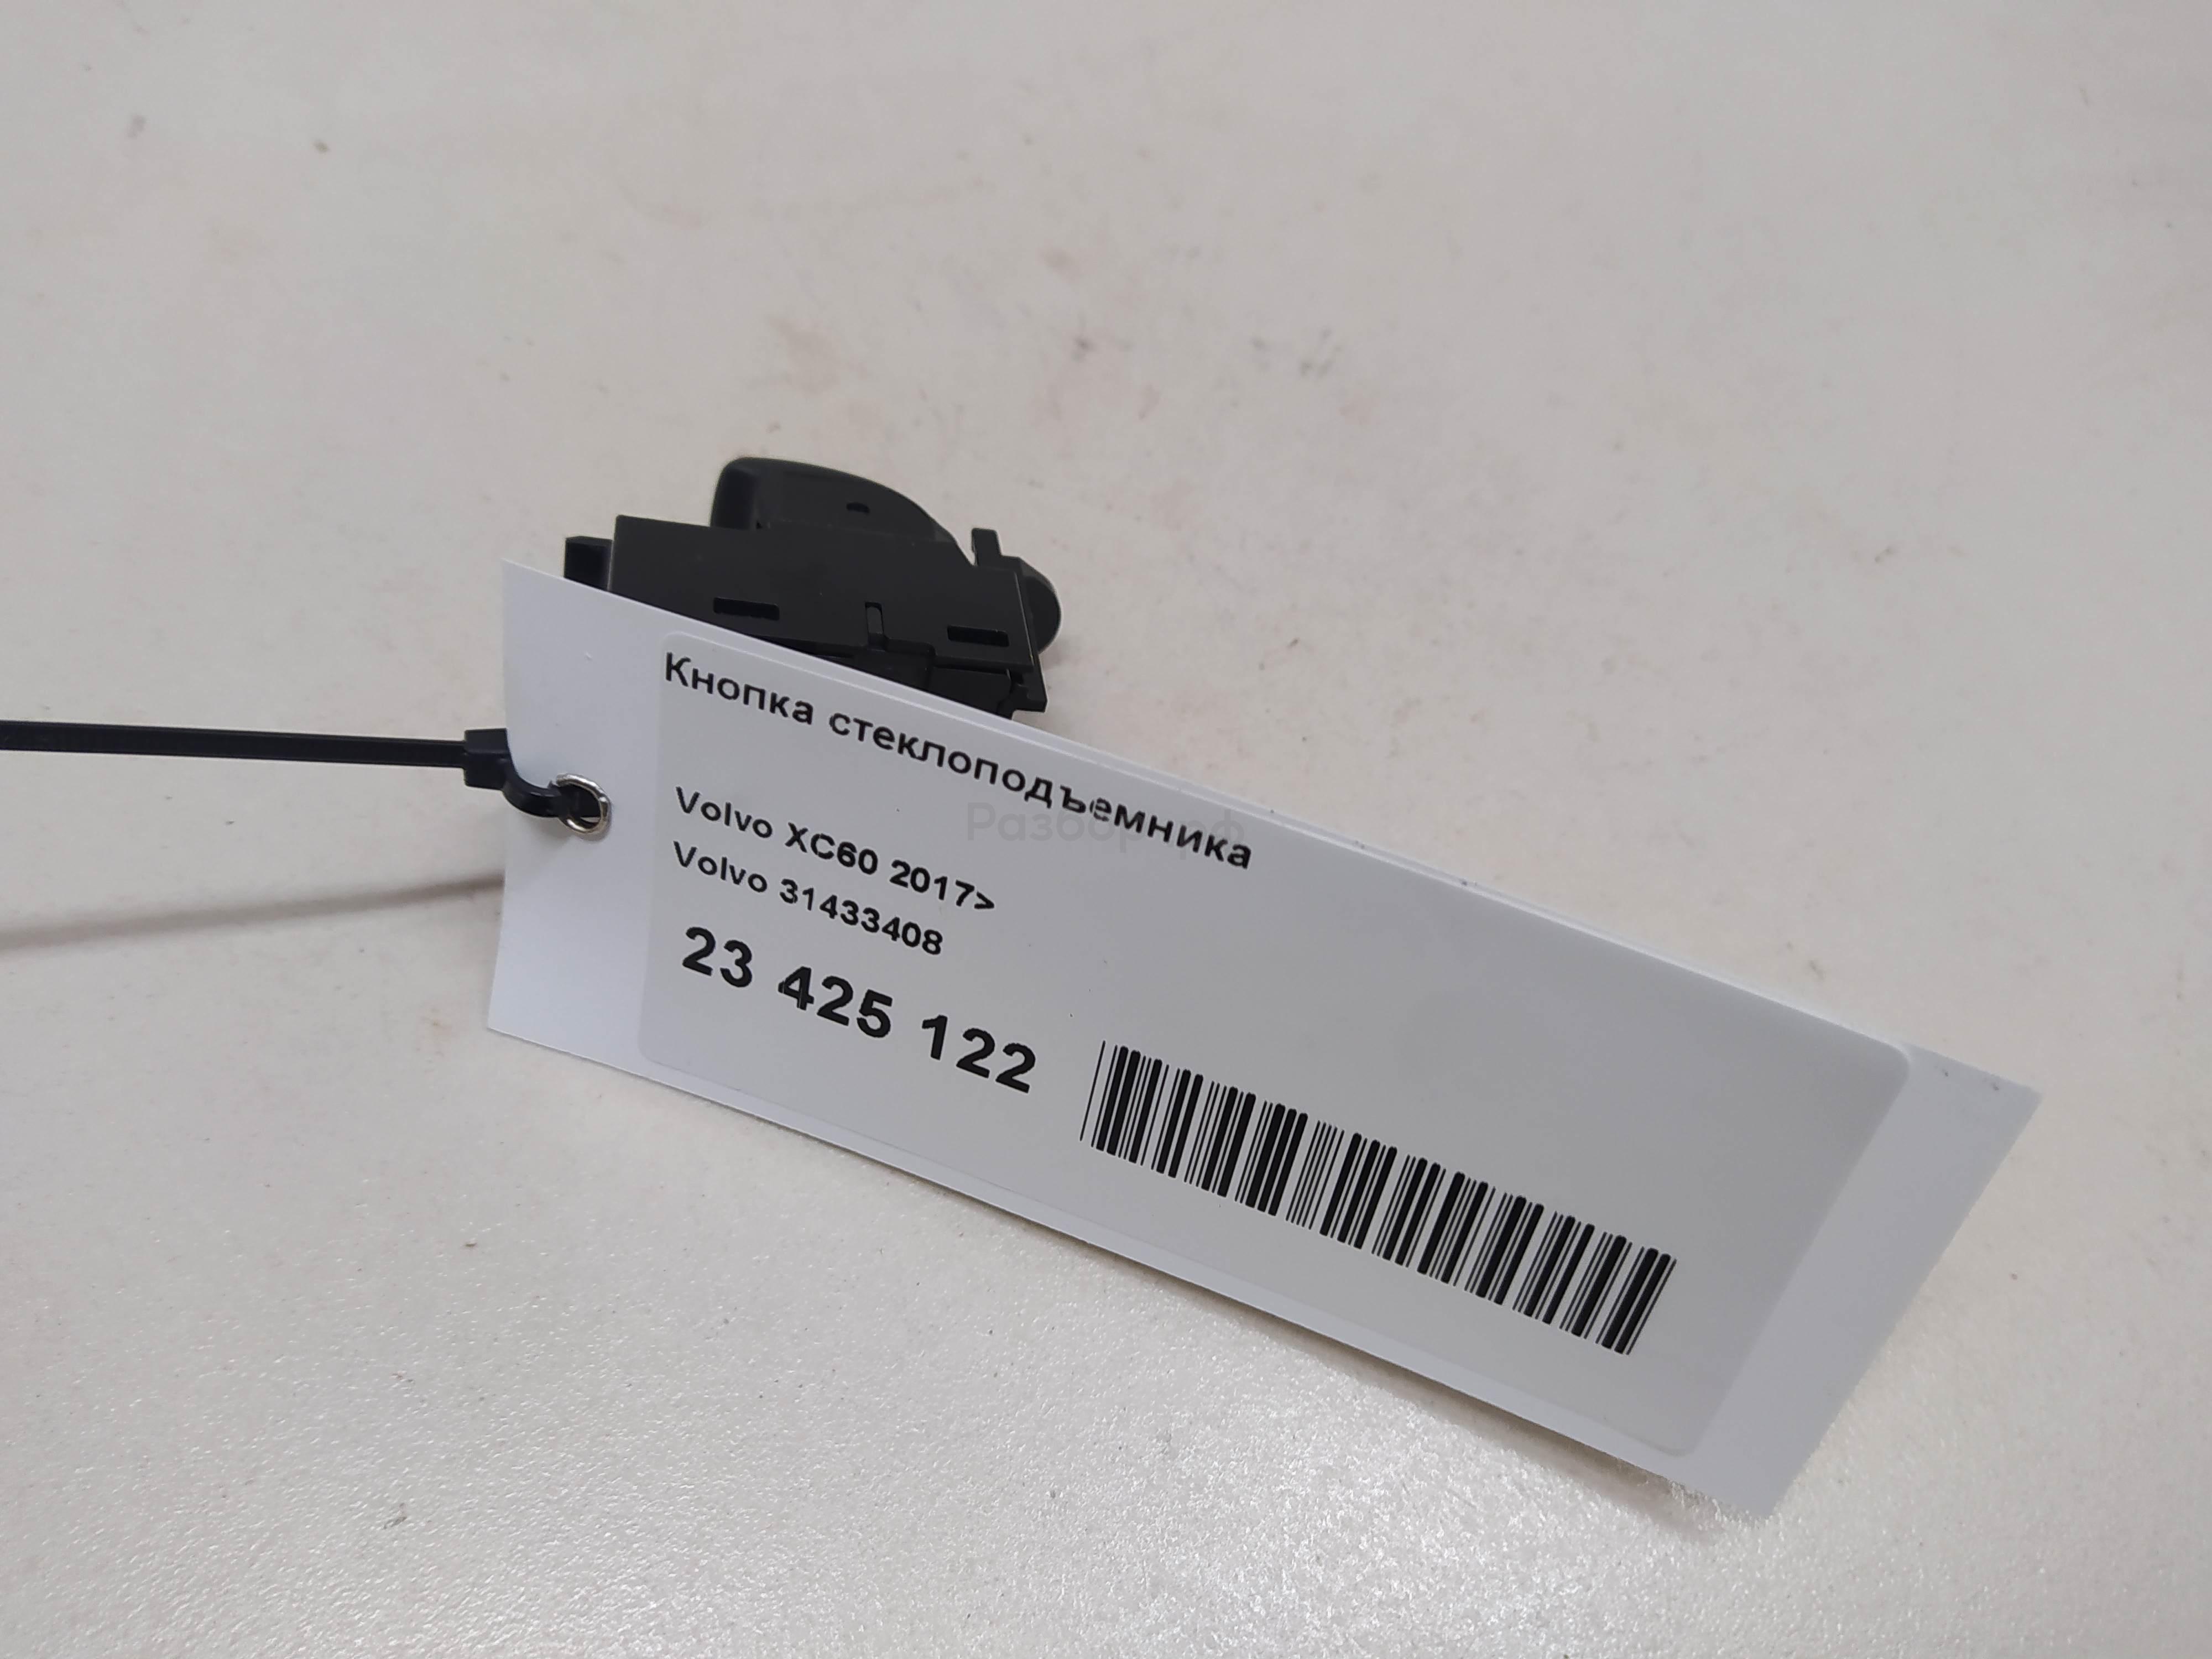 Кнопка стеклоподъемника
Volvo XC60 2017>
Volvo 31433408
23 425 122